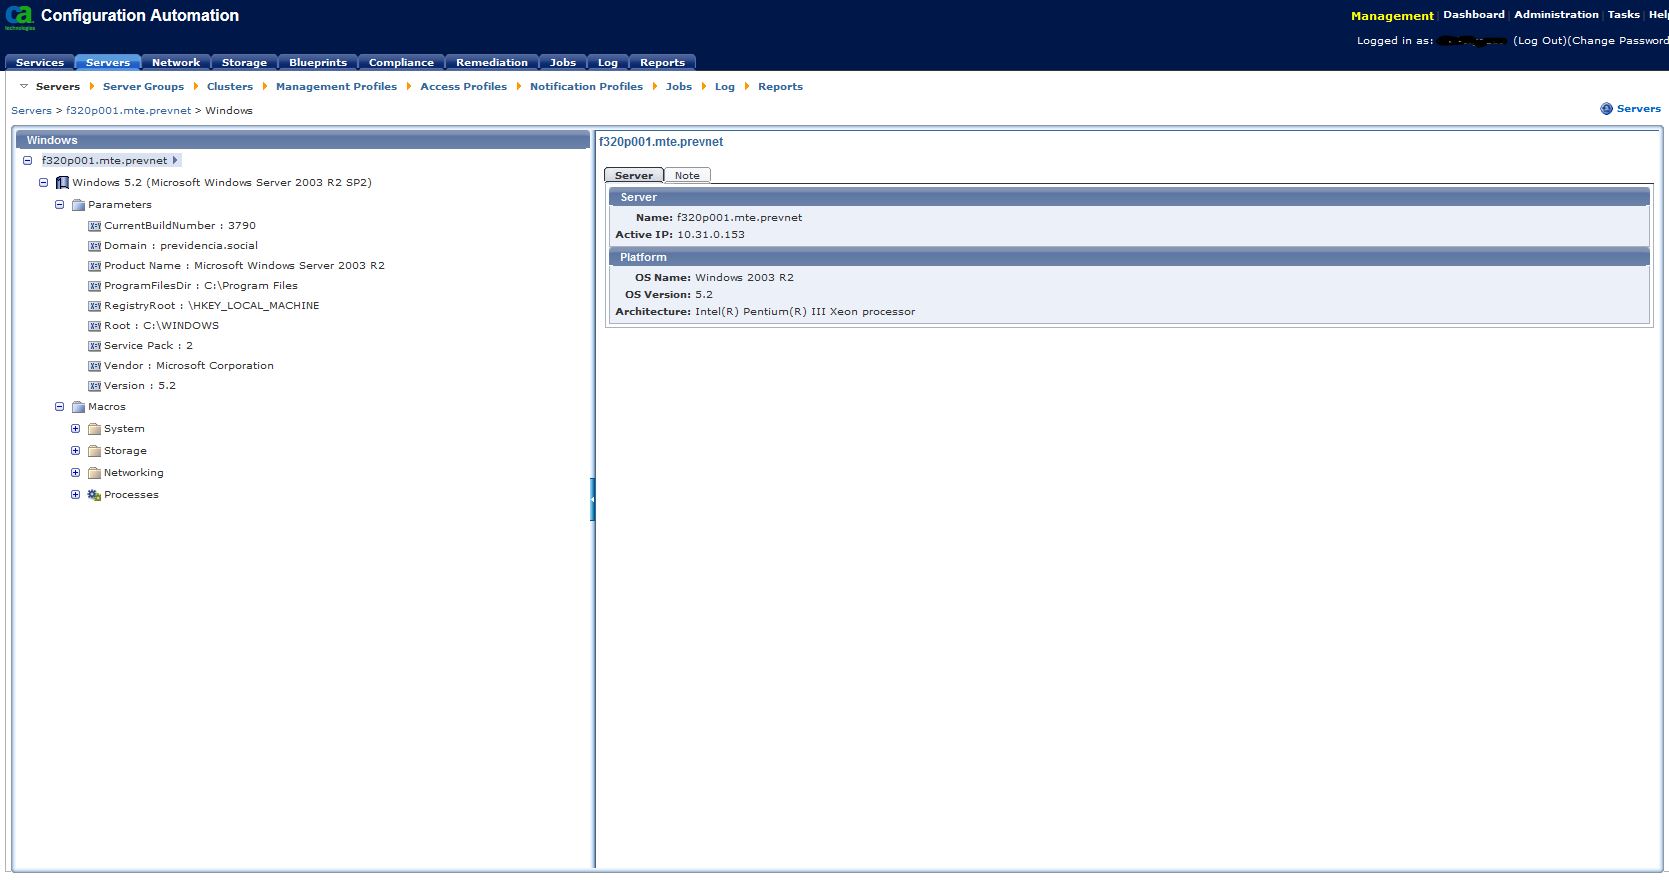 ca
technologies
Configuration Automation
Management | Dashboard | Administration | Tasks | Help
Logged in as: (Log Out)(Change Password
Services Servers Network Storage Blueprints Compliance Remediation Jobs Log Reports
Servers Server Groups Clusters Management Profiles Access Profiles Notification Profiles Jobs Log Reports
Servers > f320p001.mte.prevnet > Windows
Servers
Windows
f320p001.mte.prevnet
Windows 5.2 (Microsoft Windows Server 2003 R2 SP2)
Parameters
CurrentBuildNumber : 3790
Domain : previdencia.social
Product Name : Microsoft Windows Server 2003 R2
ProgramFilesDir : C:\Program Files
RegistryRoot : \HKEY_LOCAL_MACHINE
Root : C:\WINDOWS
Service Pack : 2
Vendor : Microsoft Corporation
Version : 5.2
Macros
System
Storage
Networking
Processes
f320p001.mte.prevnet
Server Note
Server
Name: f320p001.mte.prevnet
Active IP: 10.31.0.153
Platform
OS Name: Windows 2003 R2
OS Version: 5.2
Architecture: Intel(R) Pentium(R) III Xeon processor